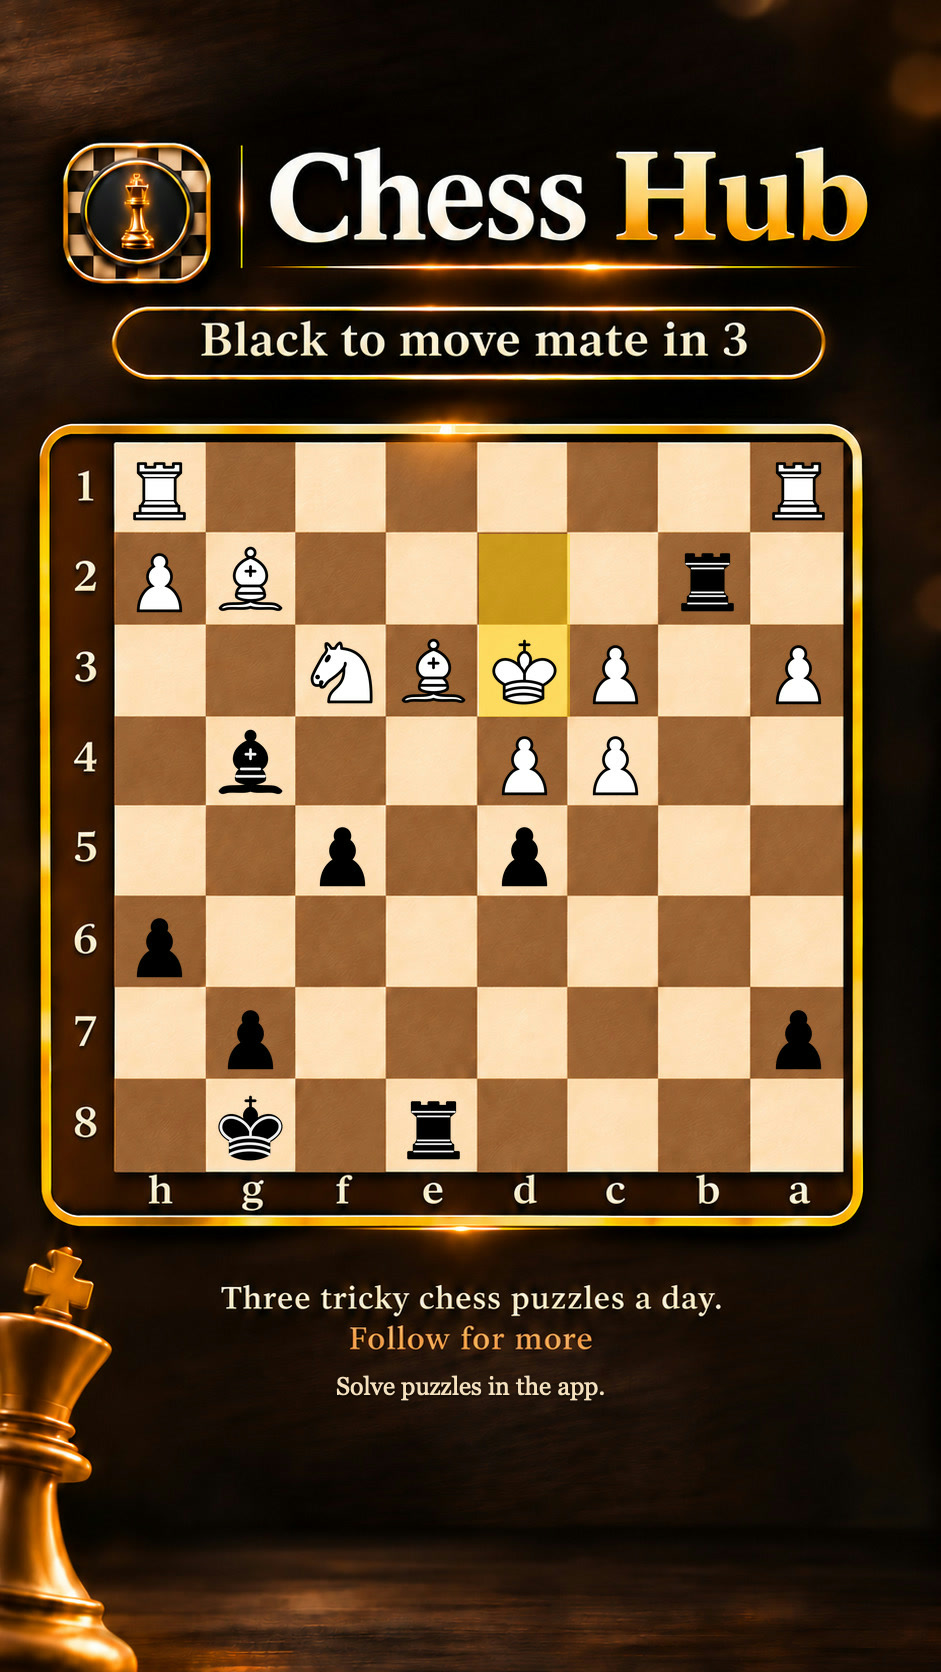 Chess Hub
Black to move mate in 3
1
2
3
4
5
6
7
8
h g f e d c b a
Three tricky chess puzzles a day.
Follow for more
Solve puzzles in the app.